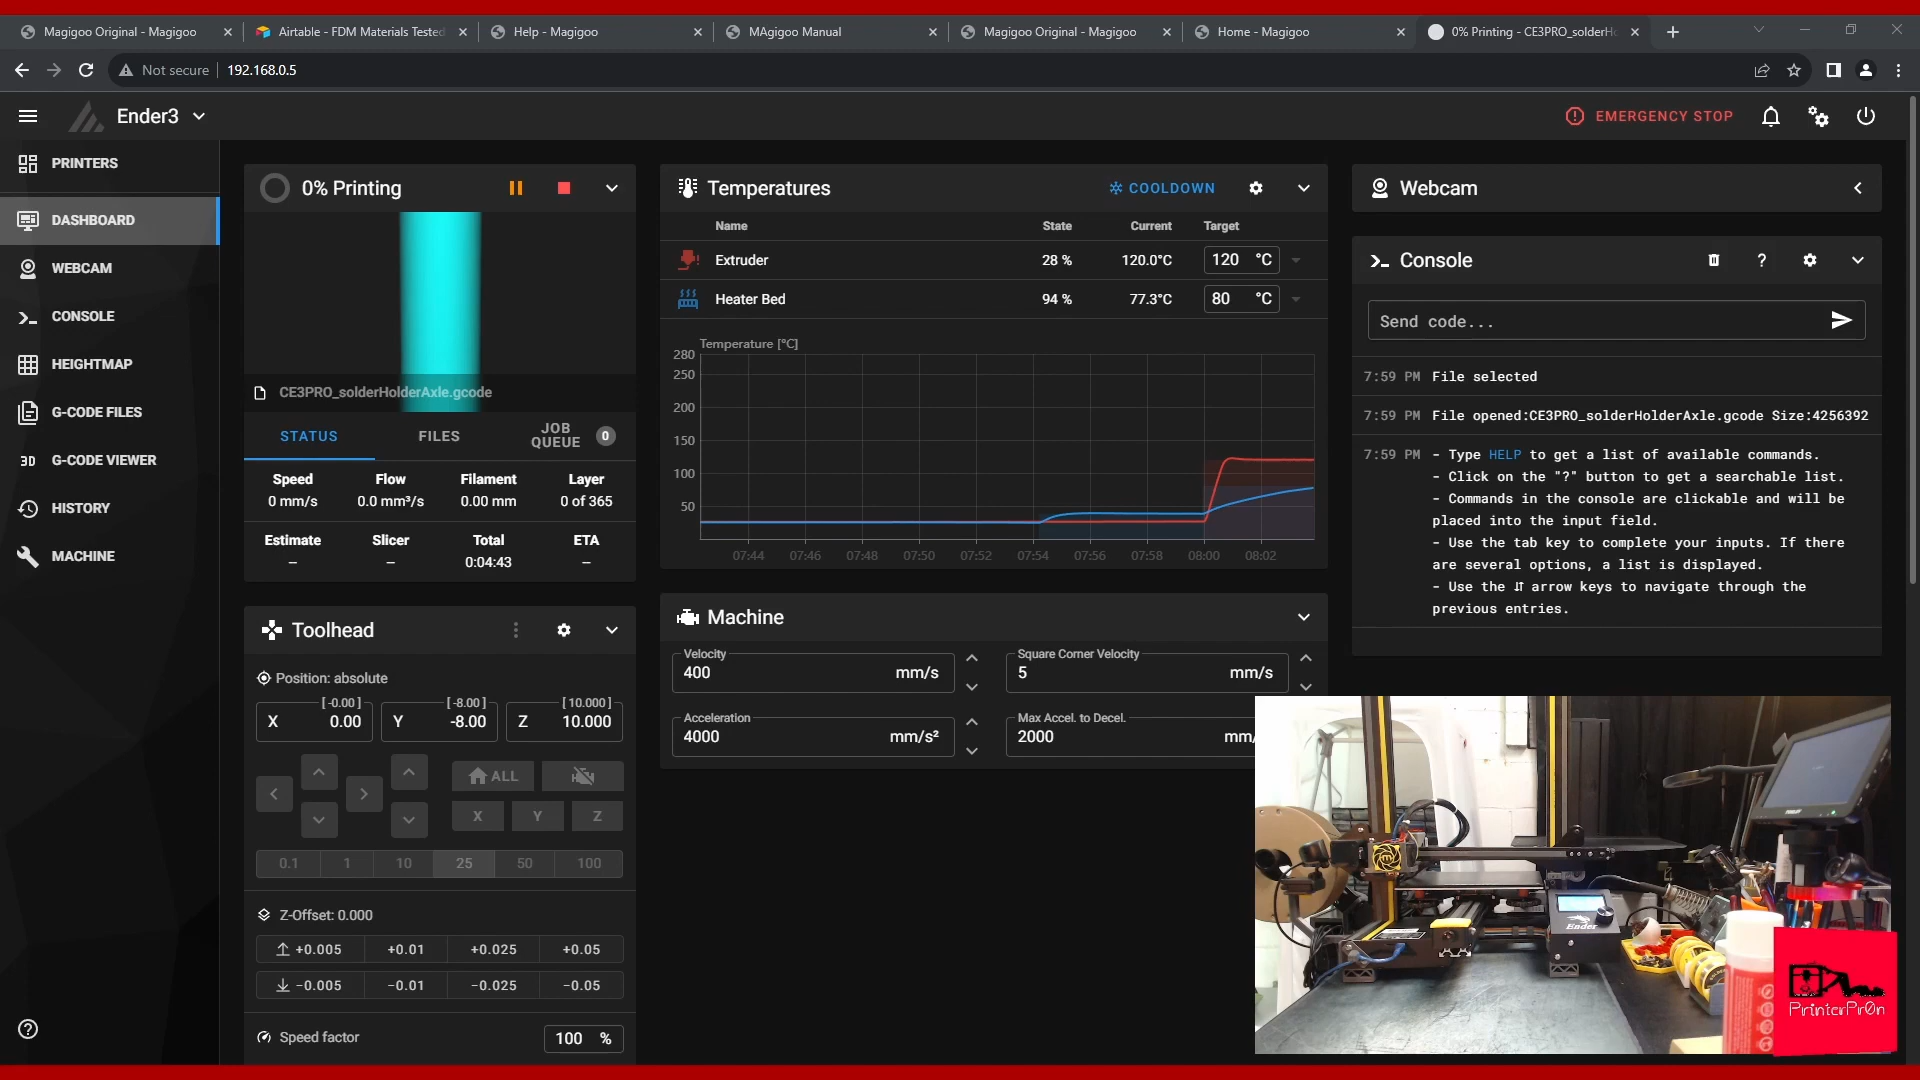 Magigoo Original - Magigoo
Airtable - FDM Materials Tested
Help - Magigoo
MAgigoo Manual
Magigoo Original - Magigoo
Home - Magigoo
0% Printing - CE3PRO_solderH
Not secure
192.168.0.5
Ender3
EMERGENCY STOP
PRINTERS
DASHBOARD
WEBCAM
CONSOLE
HEIGHTMAP
G-CODE FILES
3D G-CODE VIEWER
HISTORY
MACHINE
0% Printing
CE3PRO_solderHolderAxle.gcode
STATUS
FILES
JOB
QUEUE
0
Speed Flow Filament Layer
0 mm/s 0.0 mm³/s 0.00 mm 0 of 365
Estimate Slicer Total ETA
– – 0:04:43 –
Toolhead
Position: absolute
[ -0.00 ] [ -8.00 ] [ 10.000 ]
X 0.00 Y -8.00 Z 10.000
ALL
X Y Z
0.1 1 10 25 50 100
Z-Offset: 0.000
+0.005 +0.01 +0.025 +0.05
-0.005 -0.01 -0.025 -0.05
Speed factor 100 %
Temperatures
COOLDOWN
Name State Current Target
Extruder 28 % 120.0°C 120 °C
Heater Bed 94 % 77.3°C 80 °C
Temperature [°C]
280
250
200
150
100
50
07:44 07:46 07:48 07:50 07:52 07:54 07:56 07:58 08:00 08:02
Machine
Velocity
400 mm/s
Square Corner Velocity
5 mm/s
Acceleration
4000 mm/s²
Max Accel. to Decel.
2000 mm/
Webcam
Console
Send code...
7:59 PM File selected
7:59 PM File opened:CE3PRO_solderHolderAxle.gcode Size:4256392
7:59 PM - Type HELP to get a list of available commands.
- Click on the "?" button to get a searchable list.
- Commands in the console are clickable and will be
placed into the input field.
- Use the tab key to complete your inputs. If there
are several options, a list is displayed.
- Use the ⇵ arrow keys to navigate through the
previous entries.
Ender
PrinterPr0n